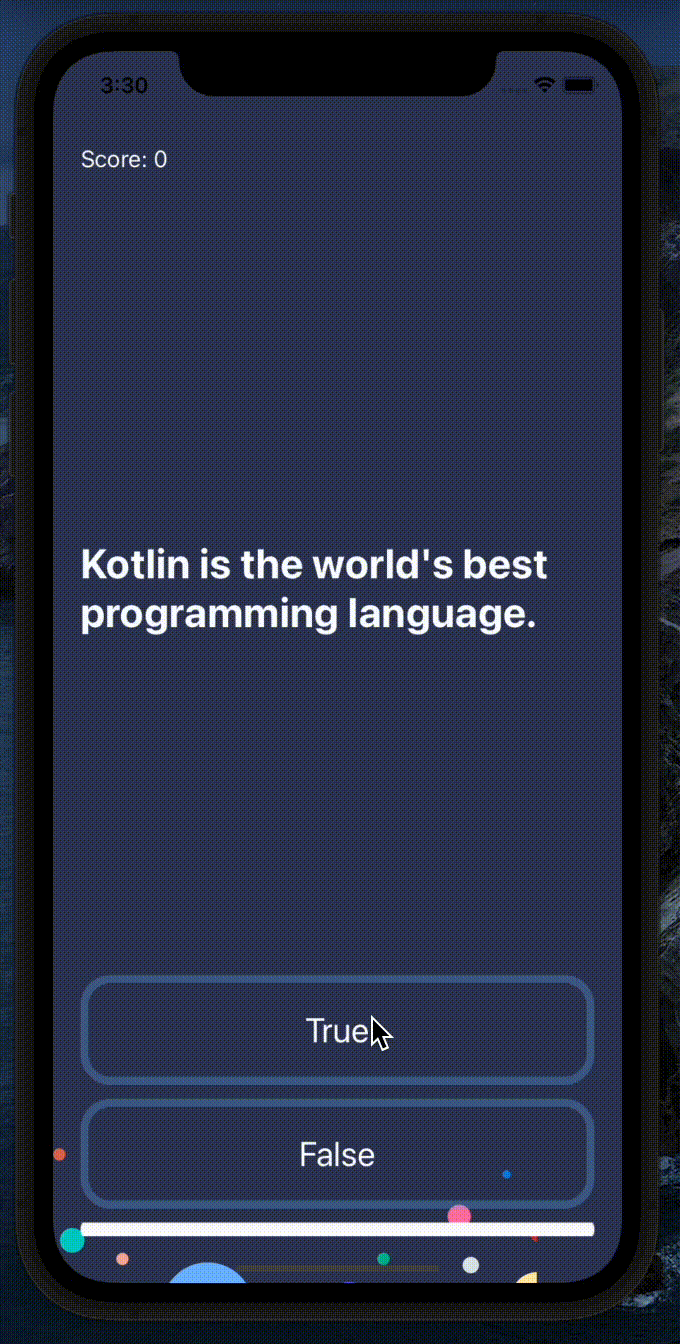 3:30
Score: 0
Kotlin is the world's best
programming language.
True
False